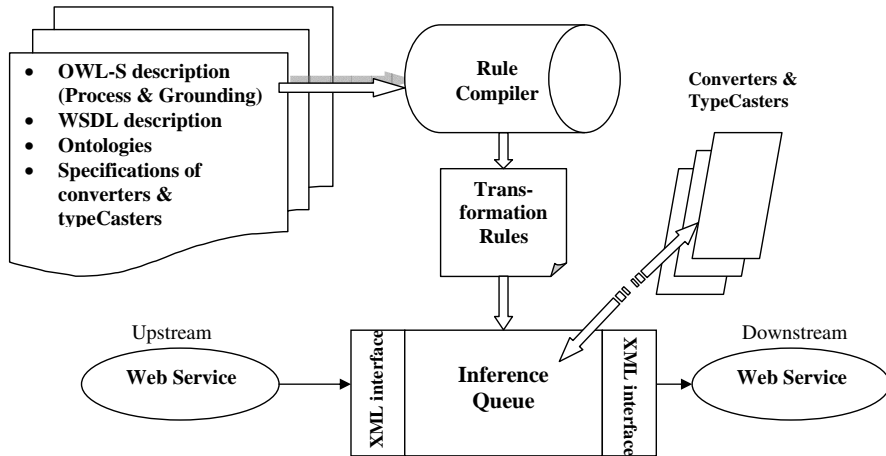 • OWL-S description
(Process & Grounding)
• WSDL description
• Ontologies
• Specifications of
converters &
typeCasters
Rule
Compiler
Converters &
TypeCasters
Trans-
formation
Rules
Upstream
Web Service
XML interface
Inference
Queue
XML interface
Downstream
Web Service